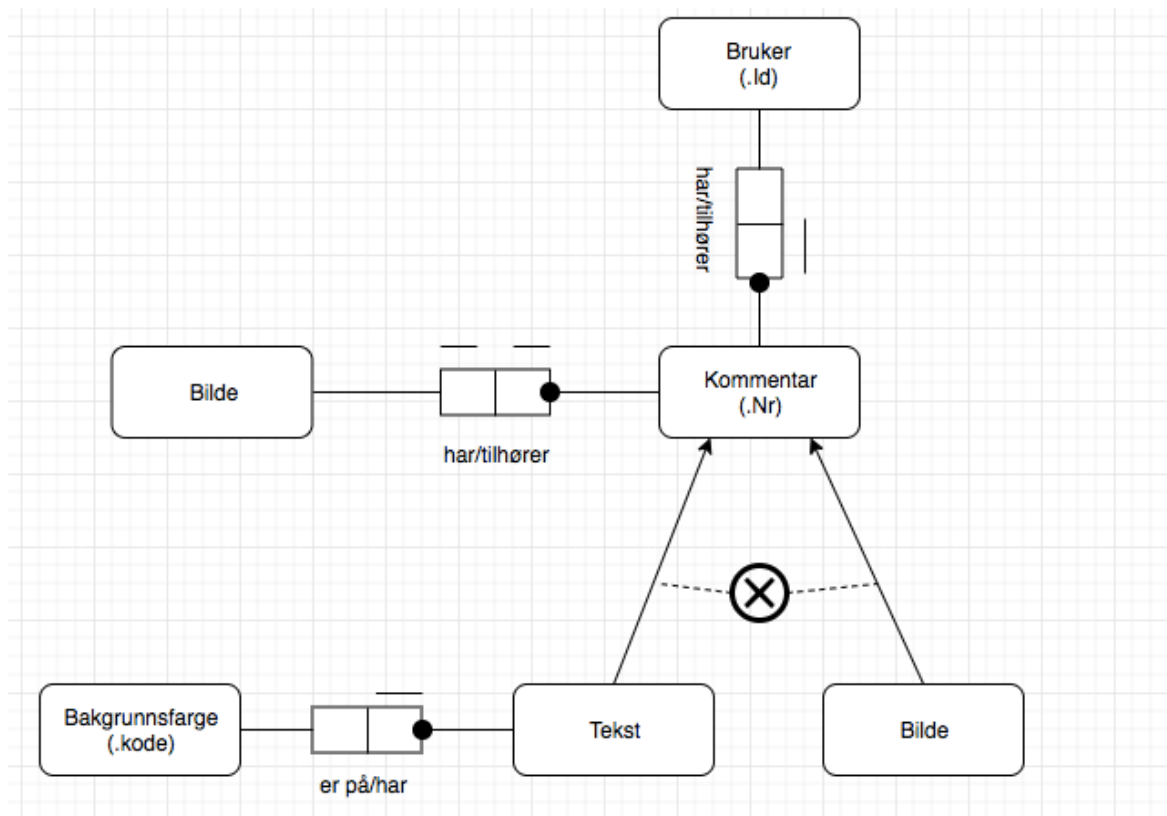 Bruker
(.Id)
har/tilhører
Bilde
har/tilhører
Kommentar
(.Nr)
Bakgrunnsfarge
(.kode)
er på/har
Tekst
Bilde